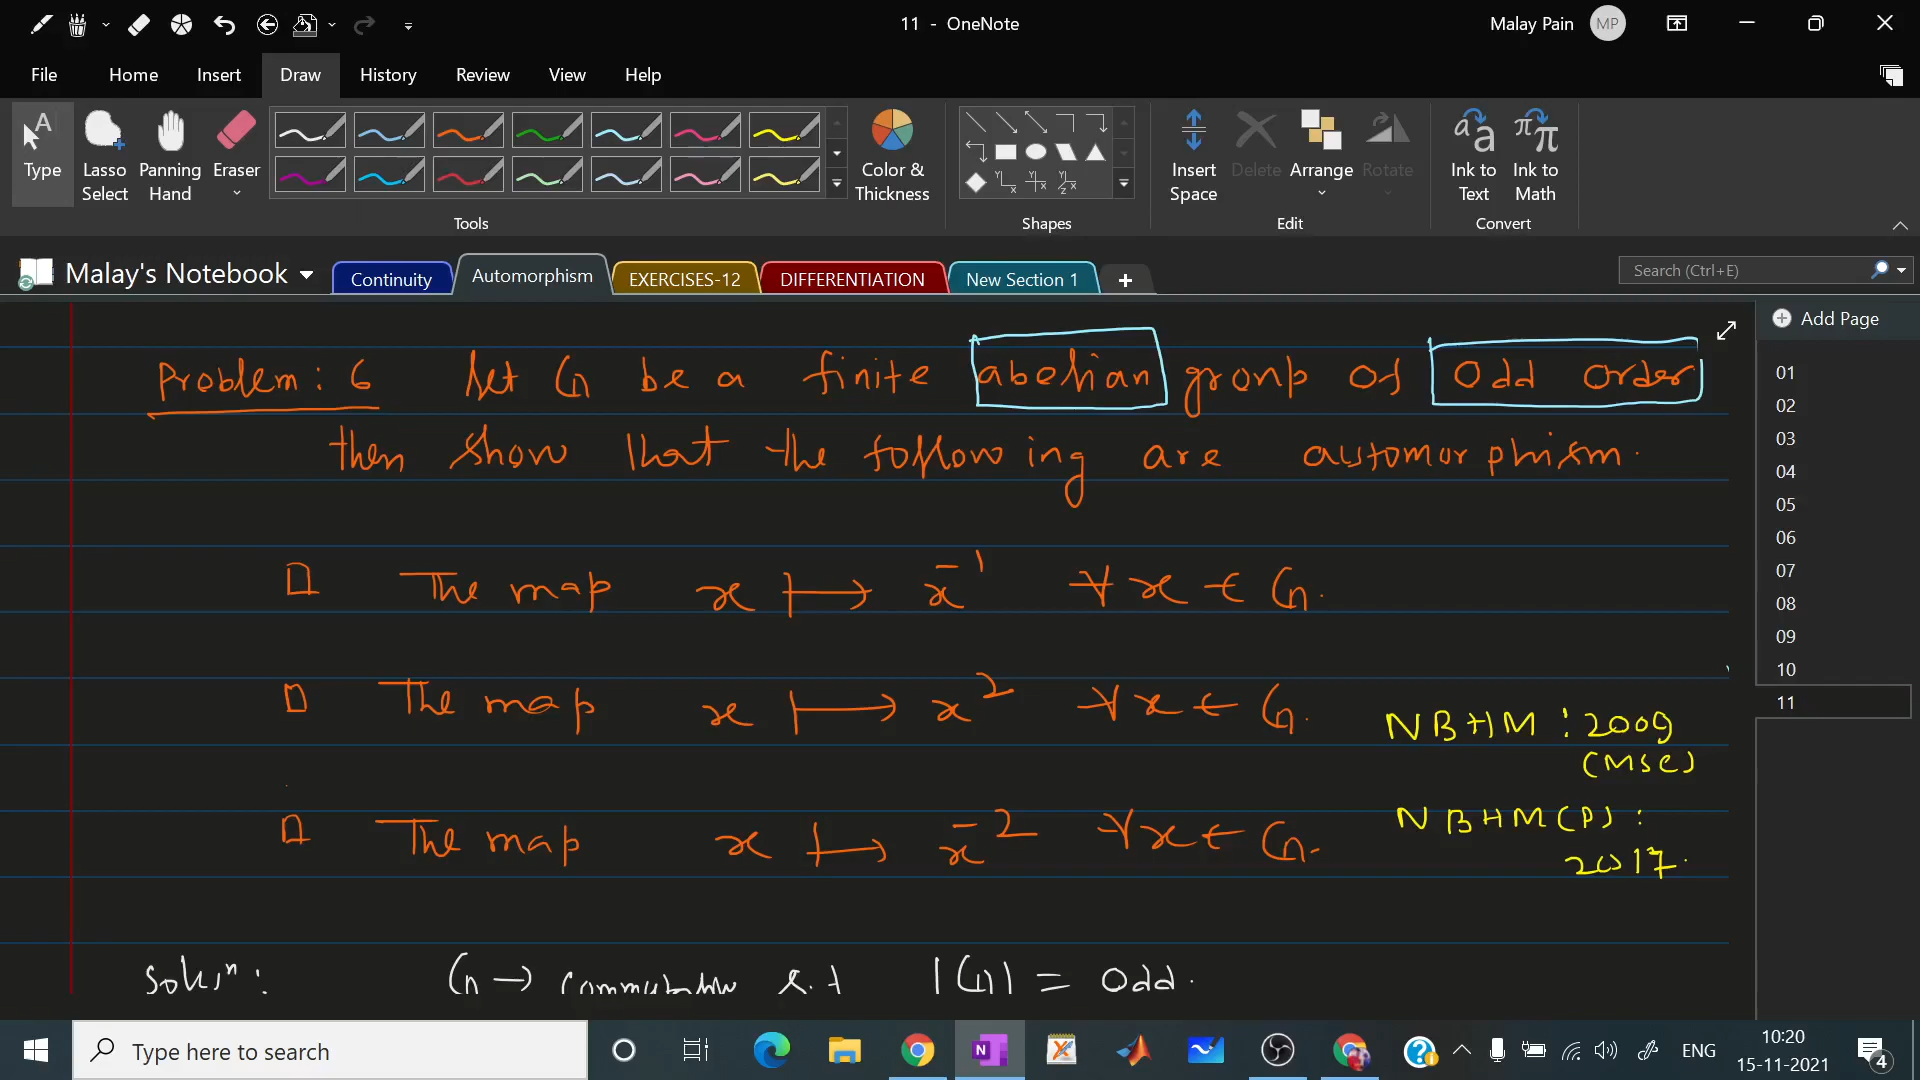 11 - OneNote
Malay Pain MP
File Home Insert Draw History Review View Help
Type
Lasso Select
Panning Hand
Eraser
Color & Thickness
Insert Space
Delete
Arrange
Rotate
Ink to Text
Ink to Math
Tools
Shapes
Edit
Convert
Malay's Notebook
Continuity
Automorphism
EXERCISES-12
DIFFERENTIATION
New Section 1
Search (Ctrl+E)
Add Page
01
02
03
04
05
06
07
08
09
10
11
Problem: 6 Let G be a finite abelian group of odd order
then show that the following are automorphism.
□ The map x ↦ x⁻¹ ∀ x ∈ G.
□ The map x ↦ x² ∀ x ∈ G.
NBHM : 2009
(MSC)
□ The map x ↦ x⁻² ∀ x ∈ G.
NBHM(P) :
2017.
Solⁿ: G → commutative s.t |G| = odd.
Type here to search
ENG
10:20
15-11-2021
4